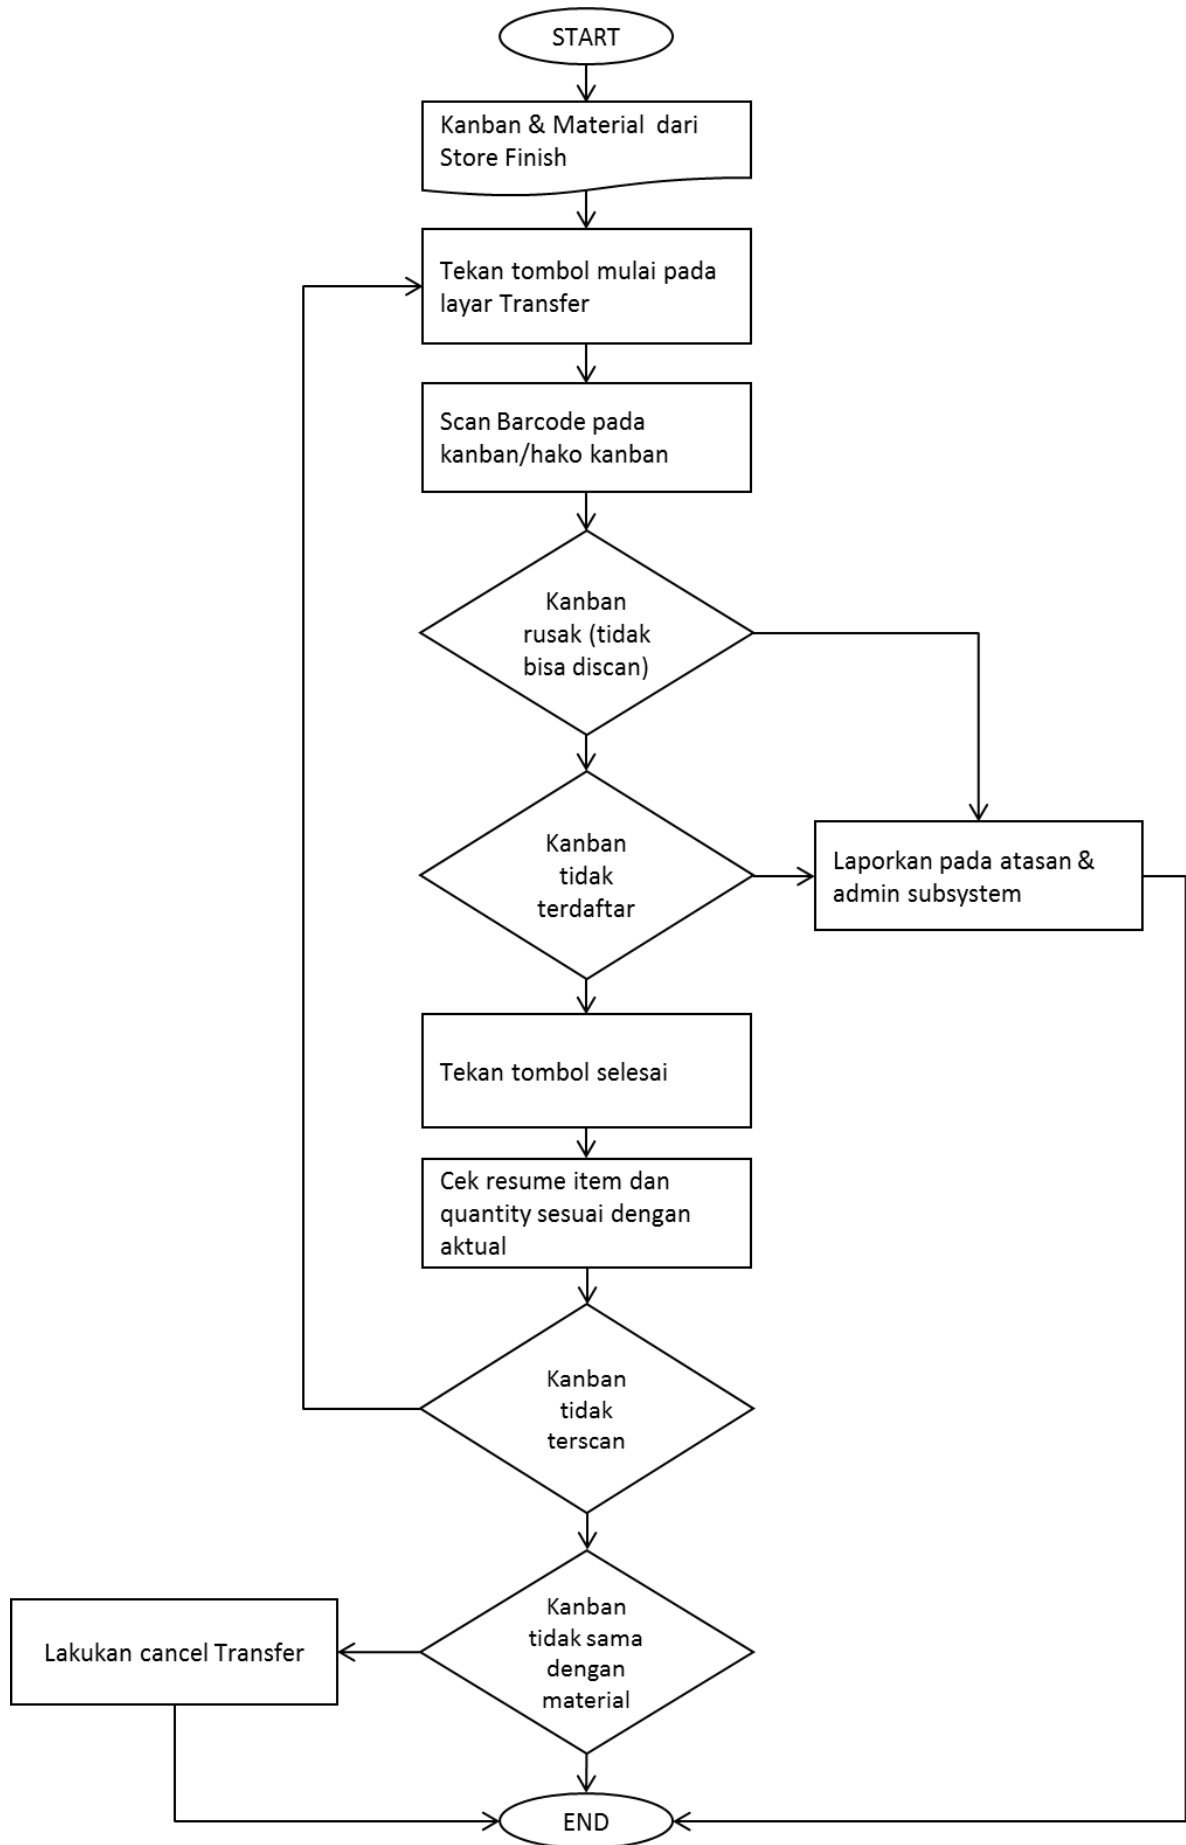 START
Kanban & Material dari
Store Finish
Tekan tombol mulai pada
layar Transfer
Scan Barcode pada
kanban/hako kanban
Kanban
rusak (tidak
bisa discan)
Kanban
tidak
terdaftar
Laporkan pada atasan &
admin subsystem
Tekan tombol selesai
Cek resume item dan
quantity sesuai dengan
aktual
Kanban
tidak
terscan
Kanban
tidak sama
dengan
material
Lakukan cancel Transfer
END